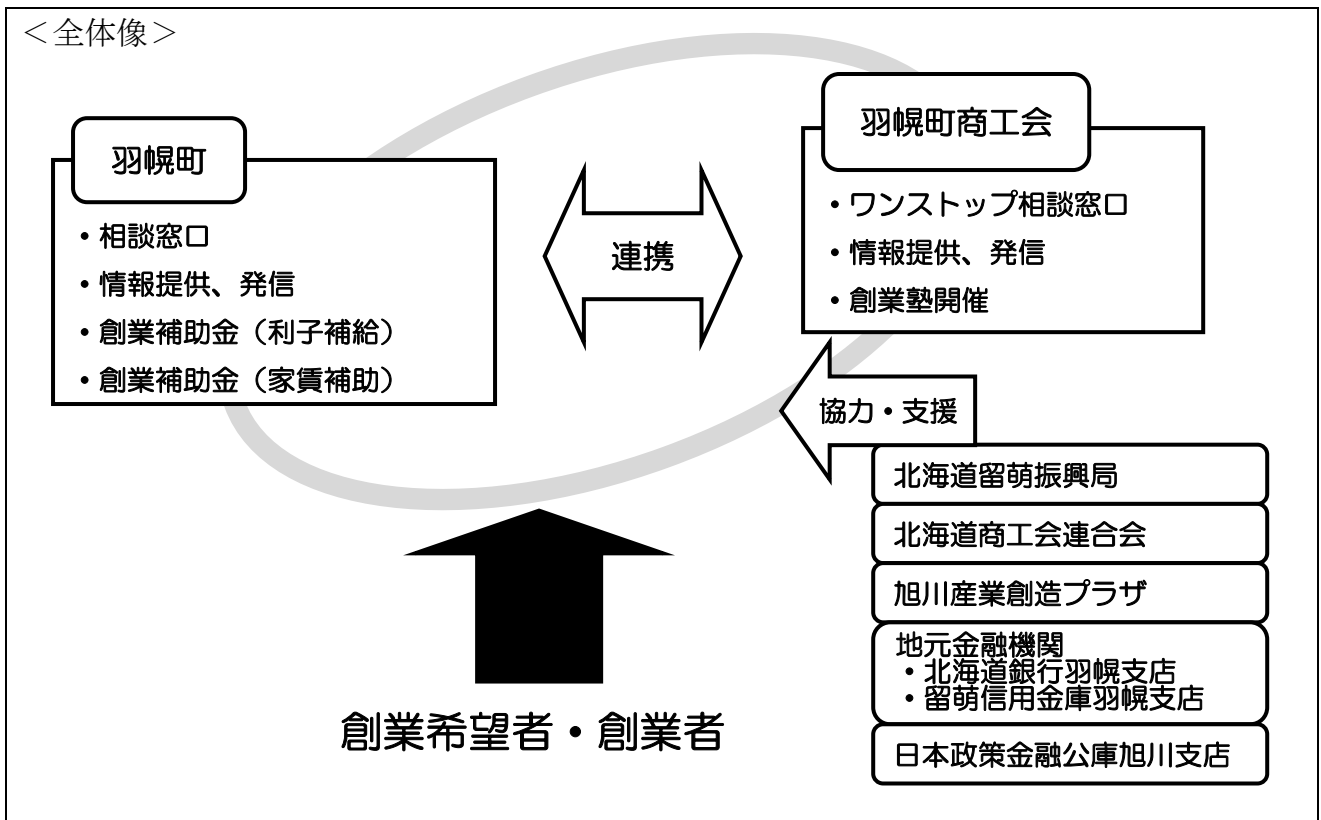 ＜全体像＞
羽幌町
・相談窓口
・情報提供、発信
・創業補助金（利子補給）
・創業補助金（家賃補助）
連携
羽幌町商工会
・ワンストップ相談窓口
・情報提供、発信
・創業塾開催
協力・支援
北海道留萌振興局
北海道商工会連合会
旭川産業創造プラザ
地元金融機関
・北海道銀行羽幌支店
・留萌信用金庫羽幌支店
日本政策金融公庫旭川支店
創業希望者・創業者